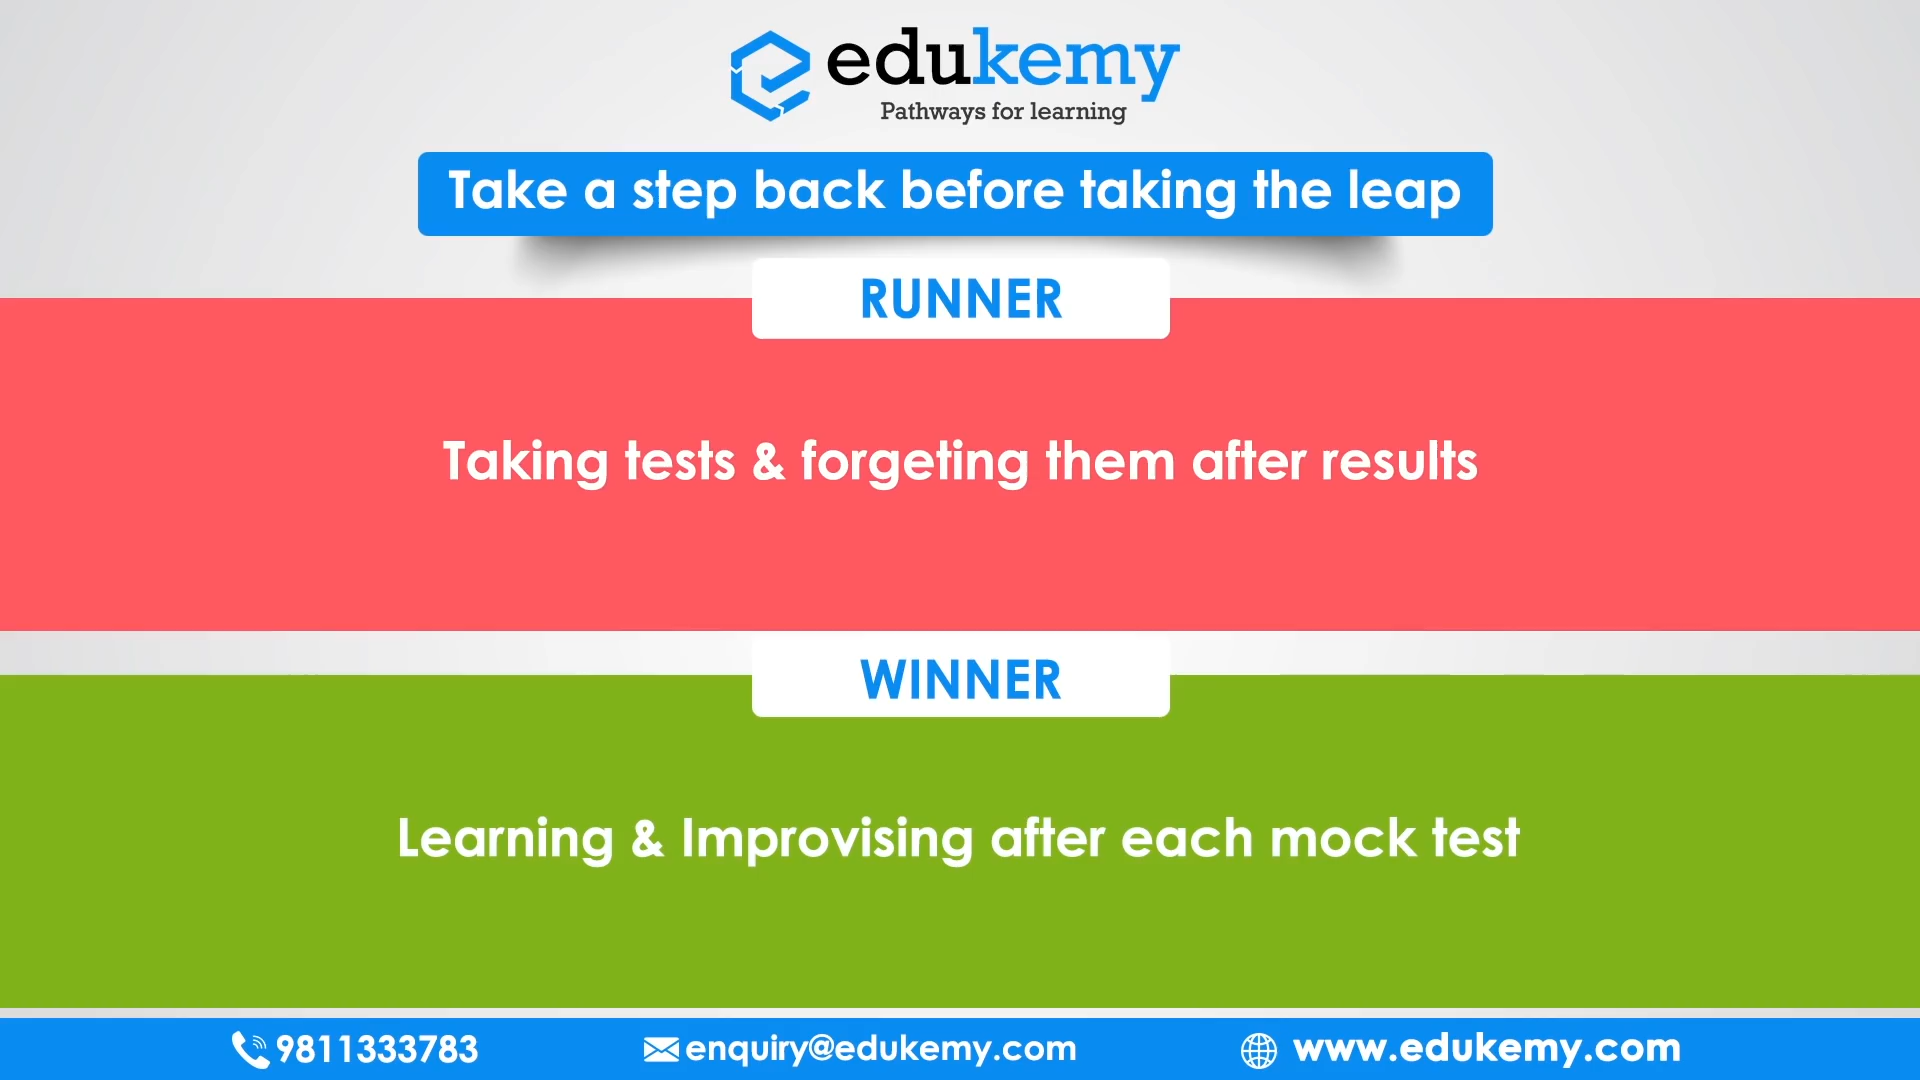 edukemy
Pathways for learning
Take a step back before taking the leap
RUNNER
Taking tests & forgeting them after results
WINNER
Learning & Improvising after each mock test
9811333783 enquiry@edukemy.com www.edukemy.com